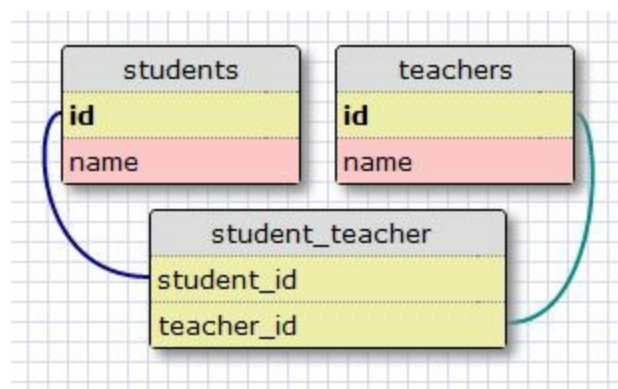 students
id
name
teachers
id
name
student_teacher
student_id
teacher_id